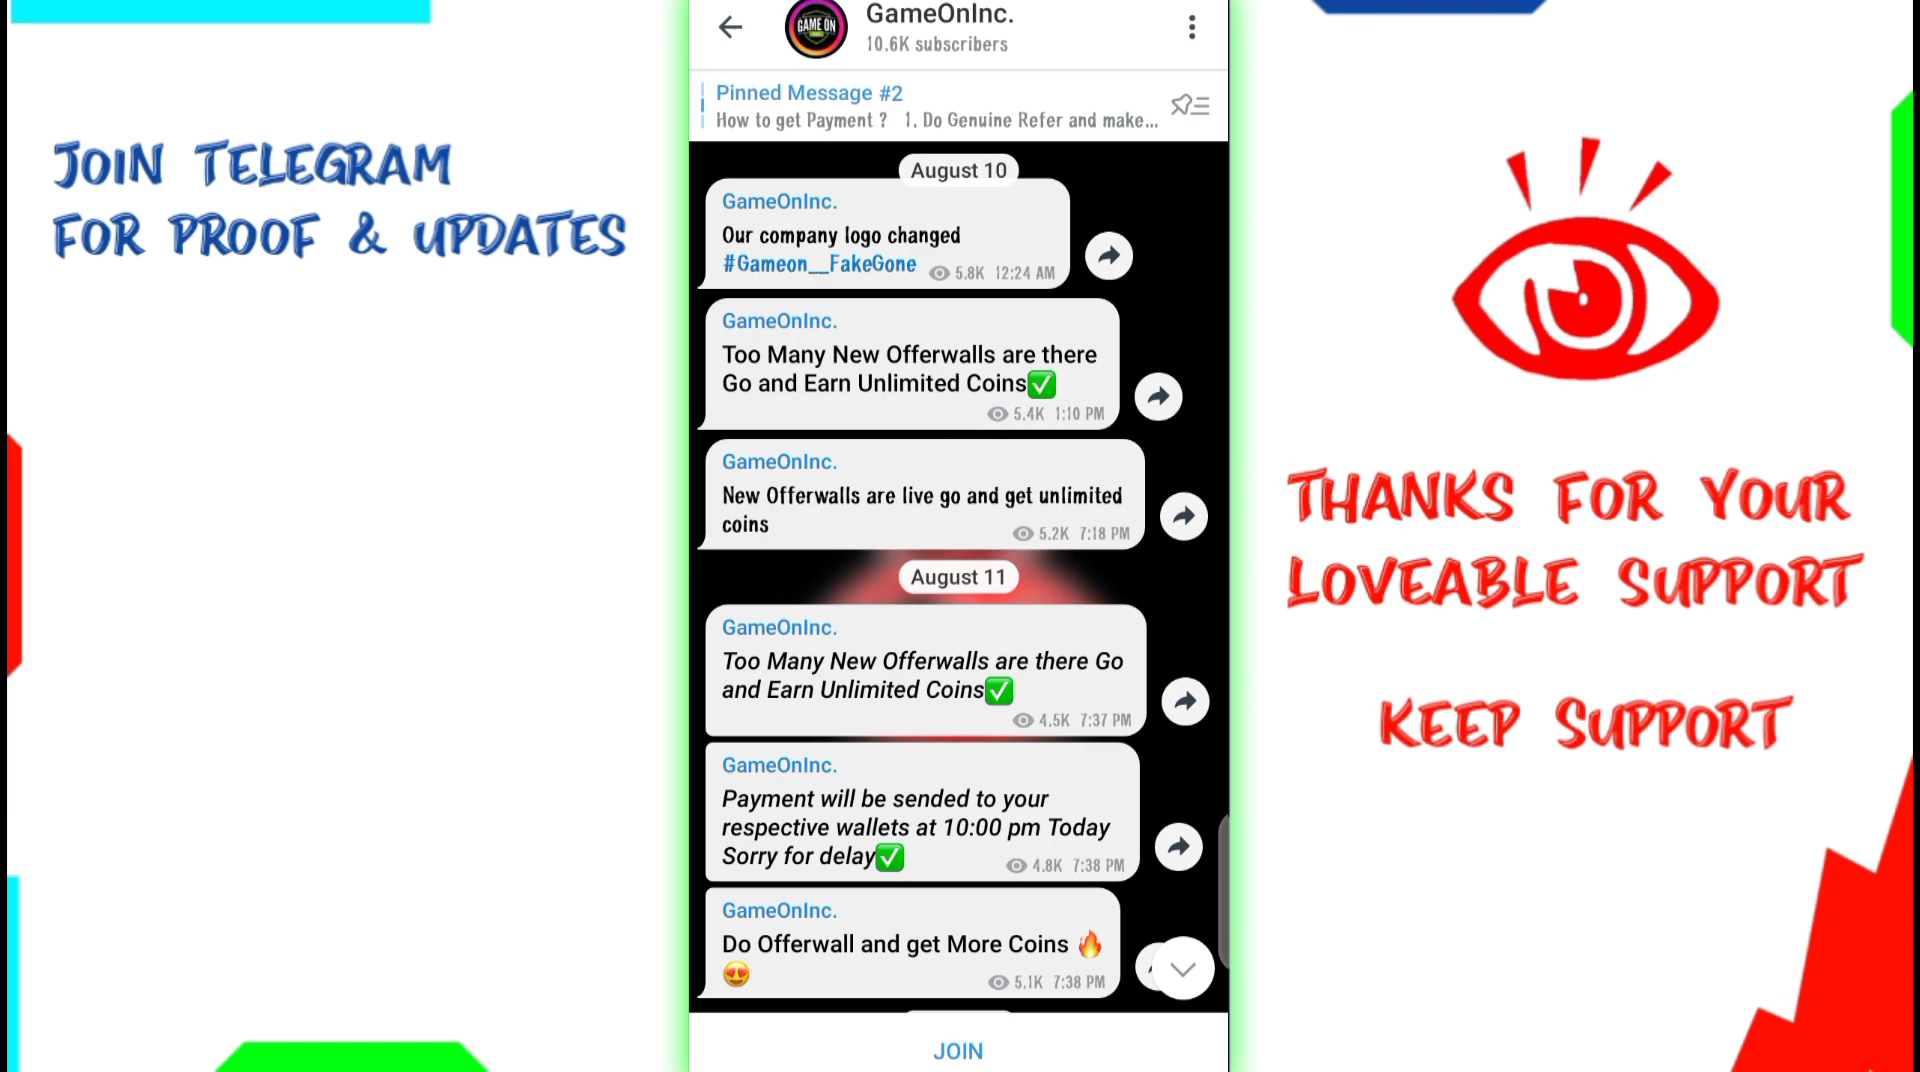 JOIN TELEGRAM
FOR PROOF & UPDATES
GAME ON
GameOnInc.
10.6K subscribers
Pinned Message #2
How to get Payment ? 1. Do Genuine Refer and make...
August 10
GameOnInc.
Our company logo changed
#Gameon__FakeGone 5.8K 12:24 AM
GameOnInc.
Too Many New Offerwalls are there
Go and Earn Unlimited Coins✅
5.4K 1:10 PM
GameOnInc.
New Offerwalls are live go and get unlimited
coins 5.2K 7:18 PM
August 11
GameOnInc.
Too Many New Offerwalls are there Go
and Earn Unlimited Coins✅
4.5K 7:37 PM
GameOnInc.
Payment will be sended to your
respective wallets at 10:00 pm Today
Sorry for delay✅ 4.8K 7:38 PM
GameOnInc.
Do Offerwall and get More Coins 🔥
😍 5.1K 7:38 PM
JOIN
THANKS FOR YOUR
LOVEABLE SUPPORT
KEEP SUPPORT